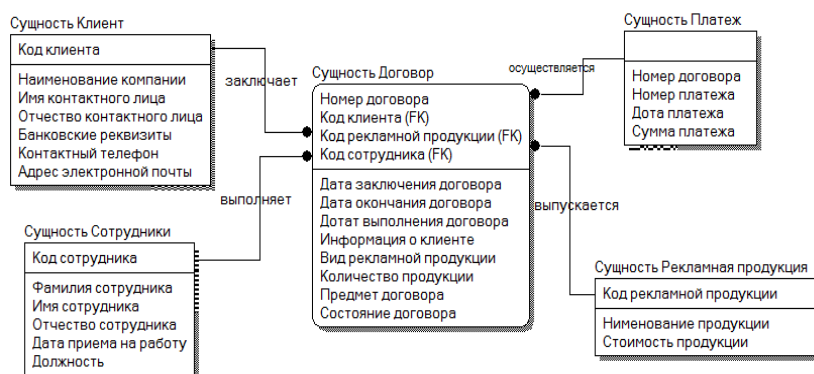 Сущность Клиент
Код клиента
Наименование компании
Имя контактного лица
Отчество контактного лица
Банковские реквизиты
Контактный телефон
Адрес электронной почты
заключает
Сущность Договор
Номер договора
Код клиента (FK)
Код рекламной продукции (FK)
Код сотрудника (FK)
Дата заключения договора
Дата окончания договора
Дотат выполнения договора
Информация о клиенте
Вид рекламной продукции
Количество продукции
Предмет договора
Состояние договора
осуществляется
Сущность Платеж
Номер договора
Номер платежа
Дота платежа
Сумма платежа
выполняет
выпускается
Сущность Сотрудники
Код сотрудника
Фамилия сотрудника
Имя сотрудника
Отчество сотрудника
Дата приема на работу
Должность
Сущность Рекламная продукция
Код рекламной продукции
Нименование продукции
Стоимость продукции